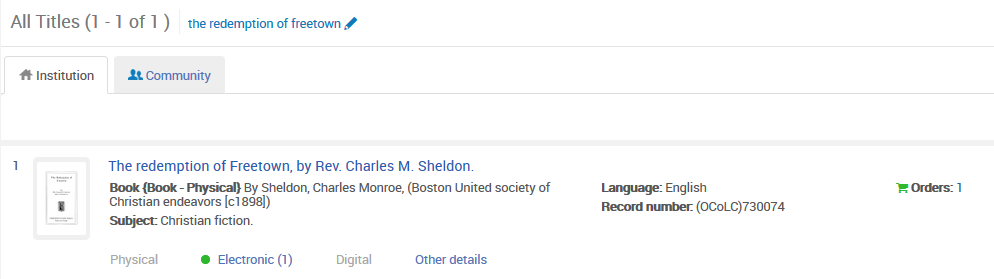 All Titles (1 - 1 of 1 ) the redemption of freetown
Institution Community
1 The redemption of Freetown, by Rev. Charles M. Sheldon.
Book {Book - Physical} By Sheldon, Charles Monroe, (Boston United society of
Christian endeavors [c1898])
Subject: Christian fiction.
Language: English
Record number: (OCoLC)730074
Orders: 1
Physical Electronic (1) Digital Other details